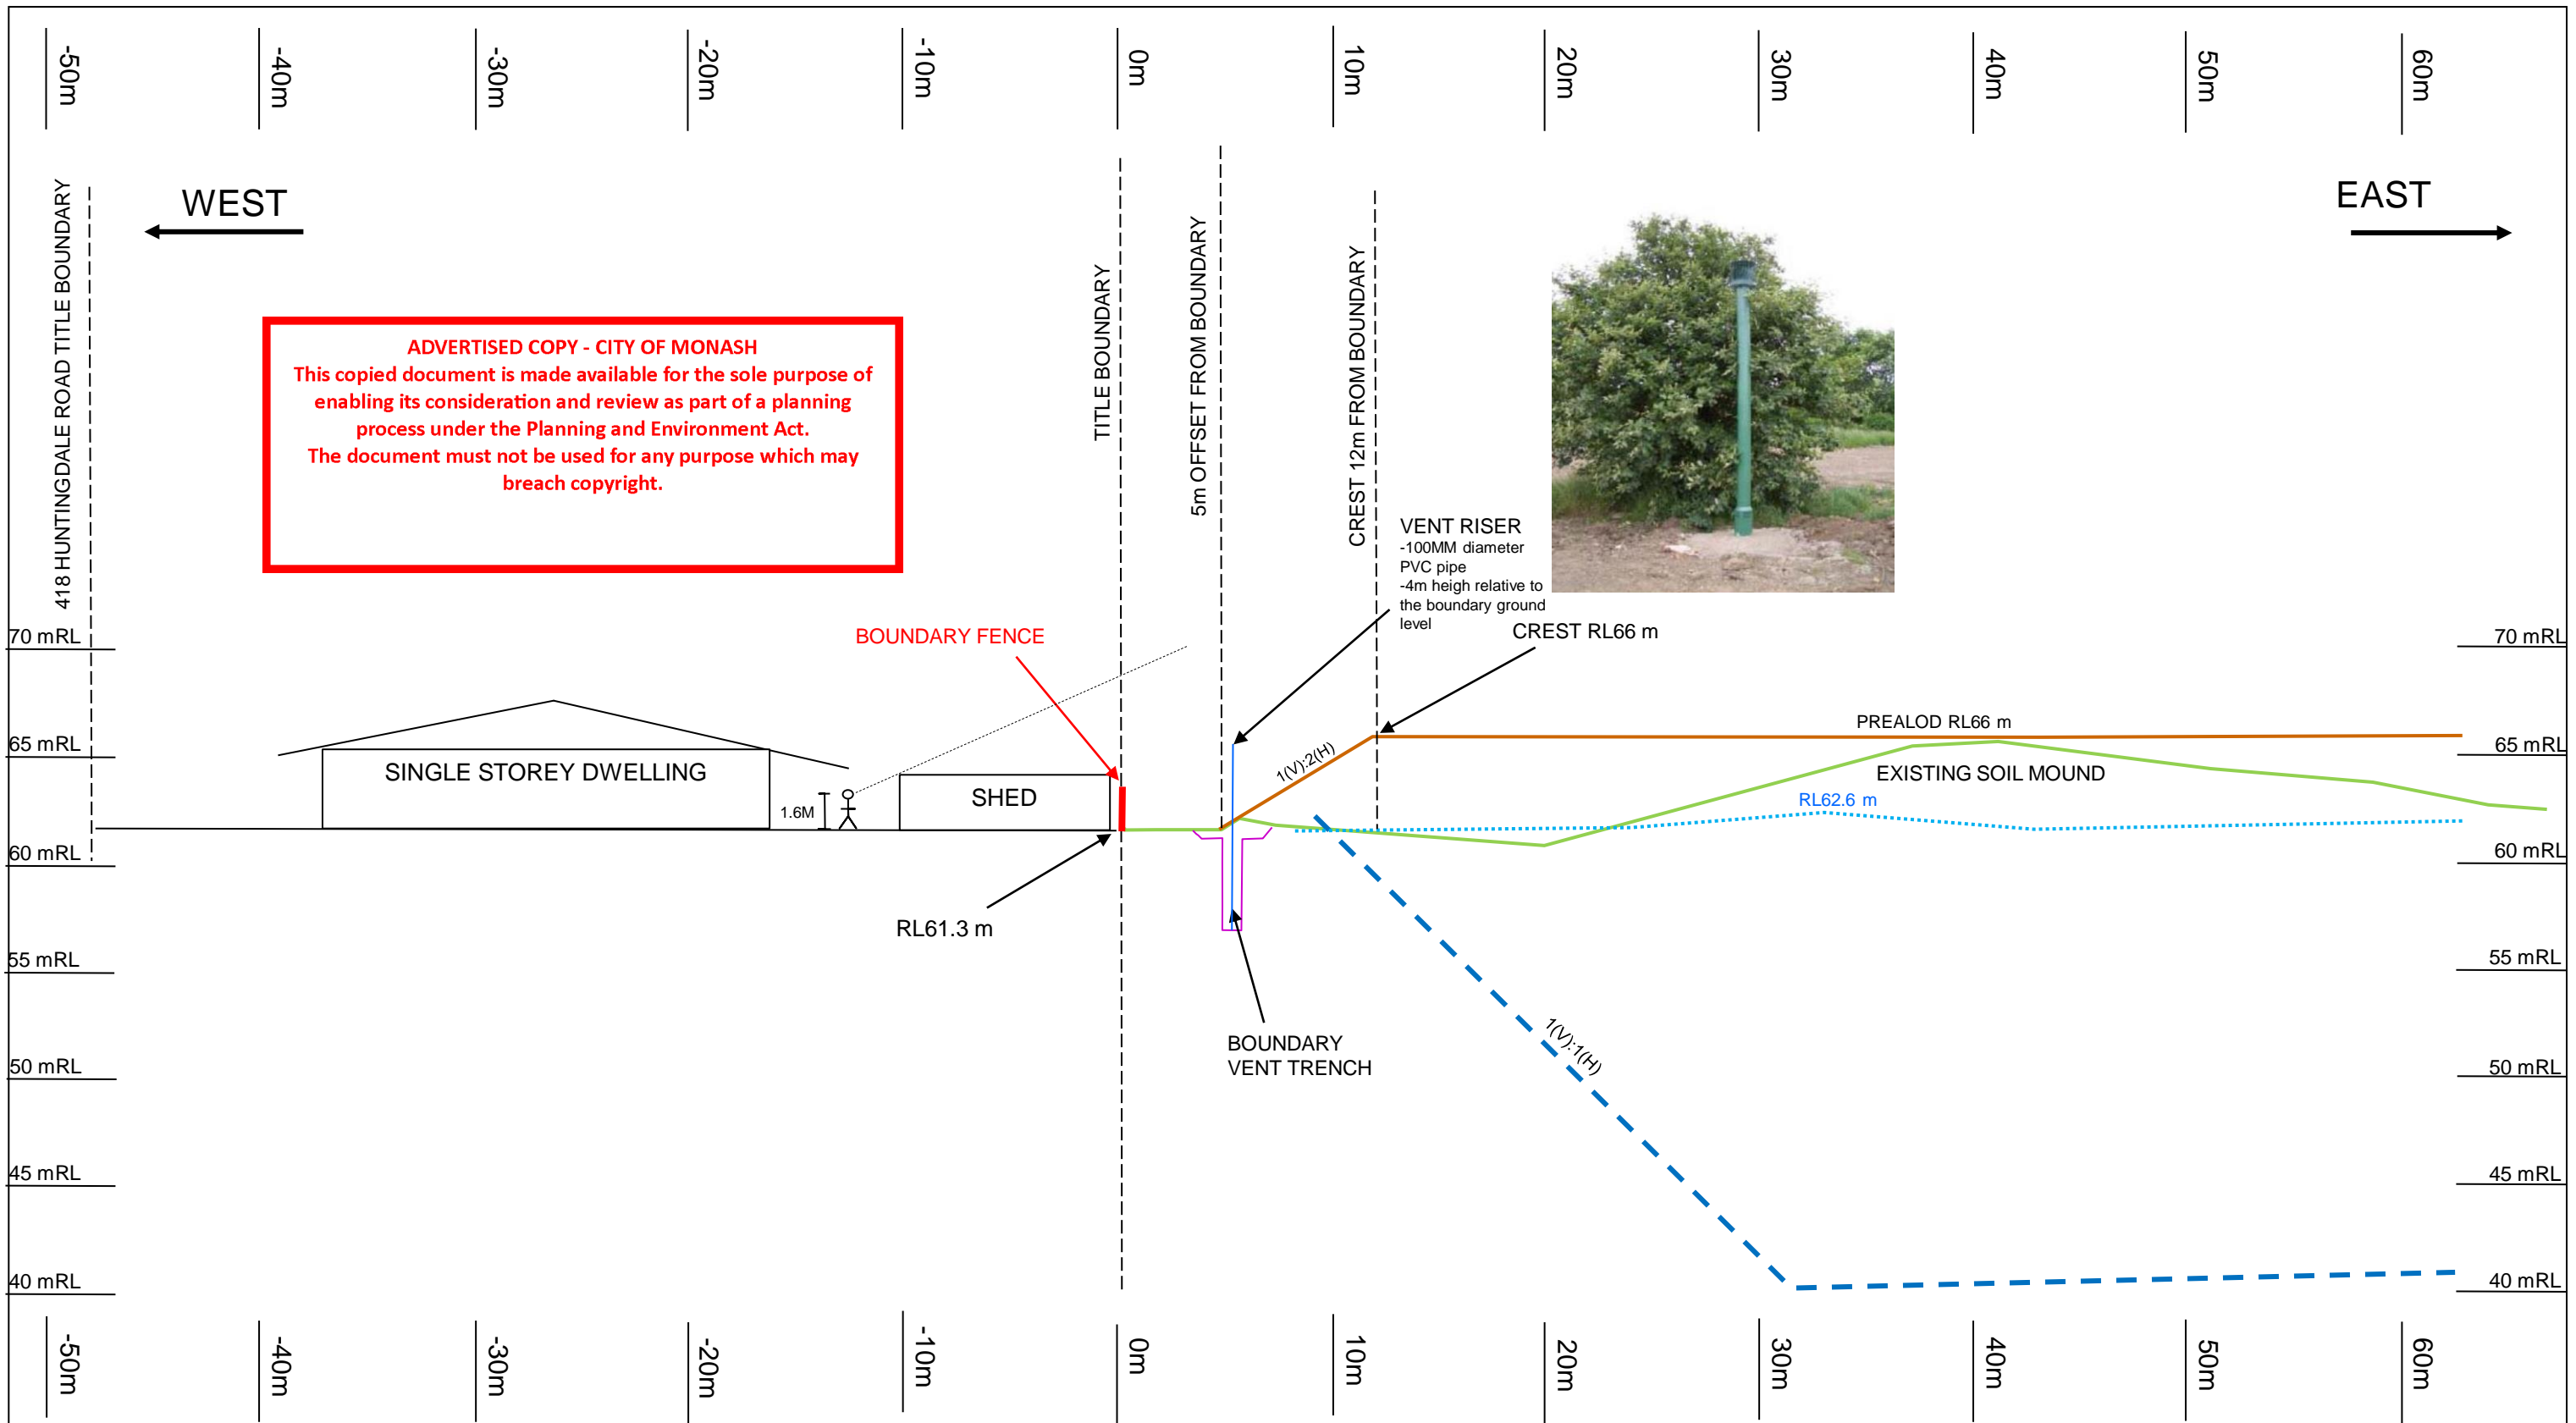 -50m
-40m
-30m
-20m
-10m
0m
10m
20m
30m
40m
50m
60m
WEST
EAST
418 HUNTINGDALE ROAD TITLE BOUNDARY
TITLE BOUNDARY
5m OFFSET FROM BOUNDARY
CREST 12m FROM BOUNDARY
ADVERTISED COPY - CITY OF MONASH
This copied document is made available for the sole purpose of
enabling its consideration and review as part of a planning
process under the Planning and Environment Act.
The document must not be used for any purpose which may
breach copyright.
VENT RISER
-100MM diameter
PVC pipe
-4m heigh relative to
the boundary ground
level
BOUNDARY FENCE
CREST RL66 m
70 mRL
70 mRL
PREALOD RL66 m
65 mRL
65 mRL
1(V):2(H)
SINGLE STOREY DWELLING
EXISTING SOIL MOUND
SHED
1.6M
RL62.6 m
60 mRL
60 mRL
RL61.3 m
55 mRL
55 mRL
BOUNDARY
VENT TRENCH
1(V):1(H)
50 mRL
50 mRL
45 mRL
45 mRL
40 mRL
40 mRL
-50m
-40m
-30m
-20m
-10m
0m
10m
20m
30m
40m
50m
60m